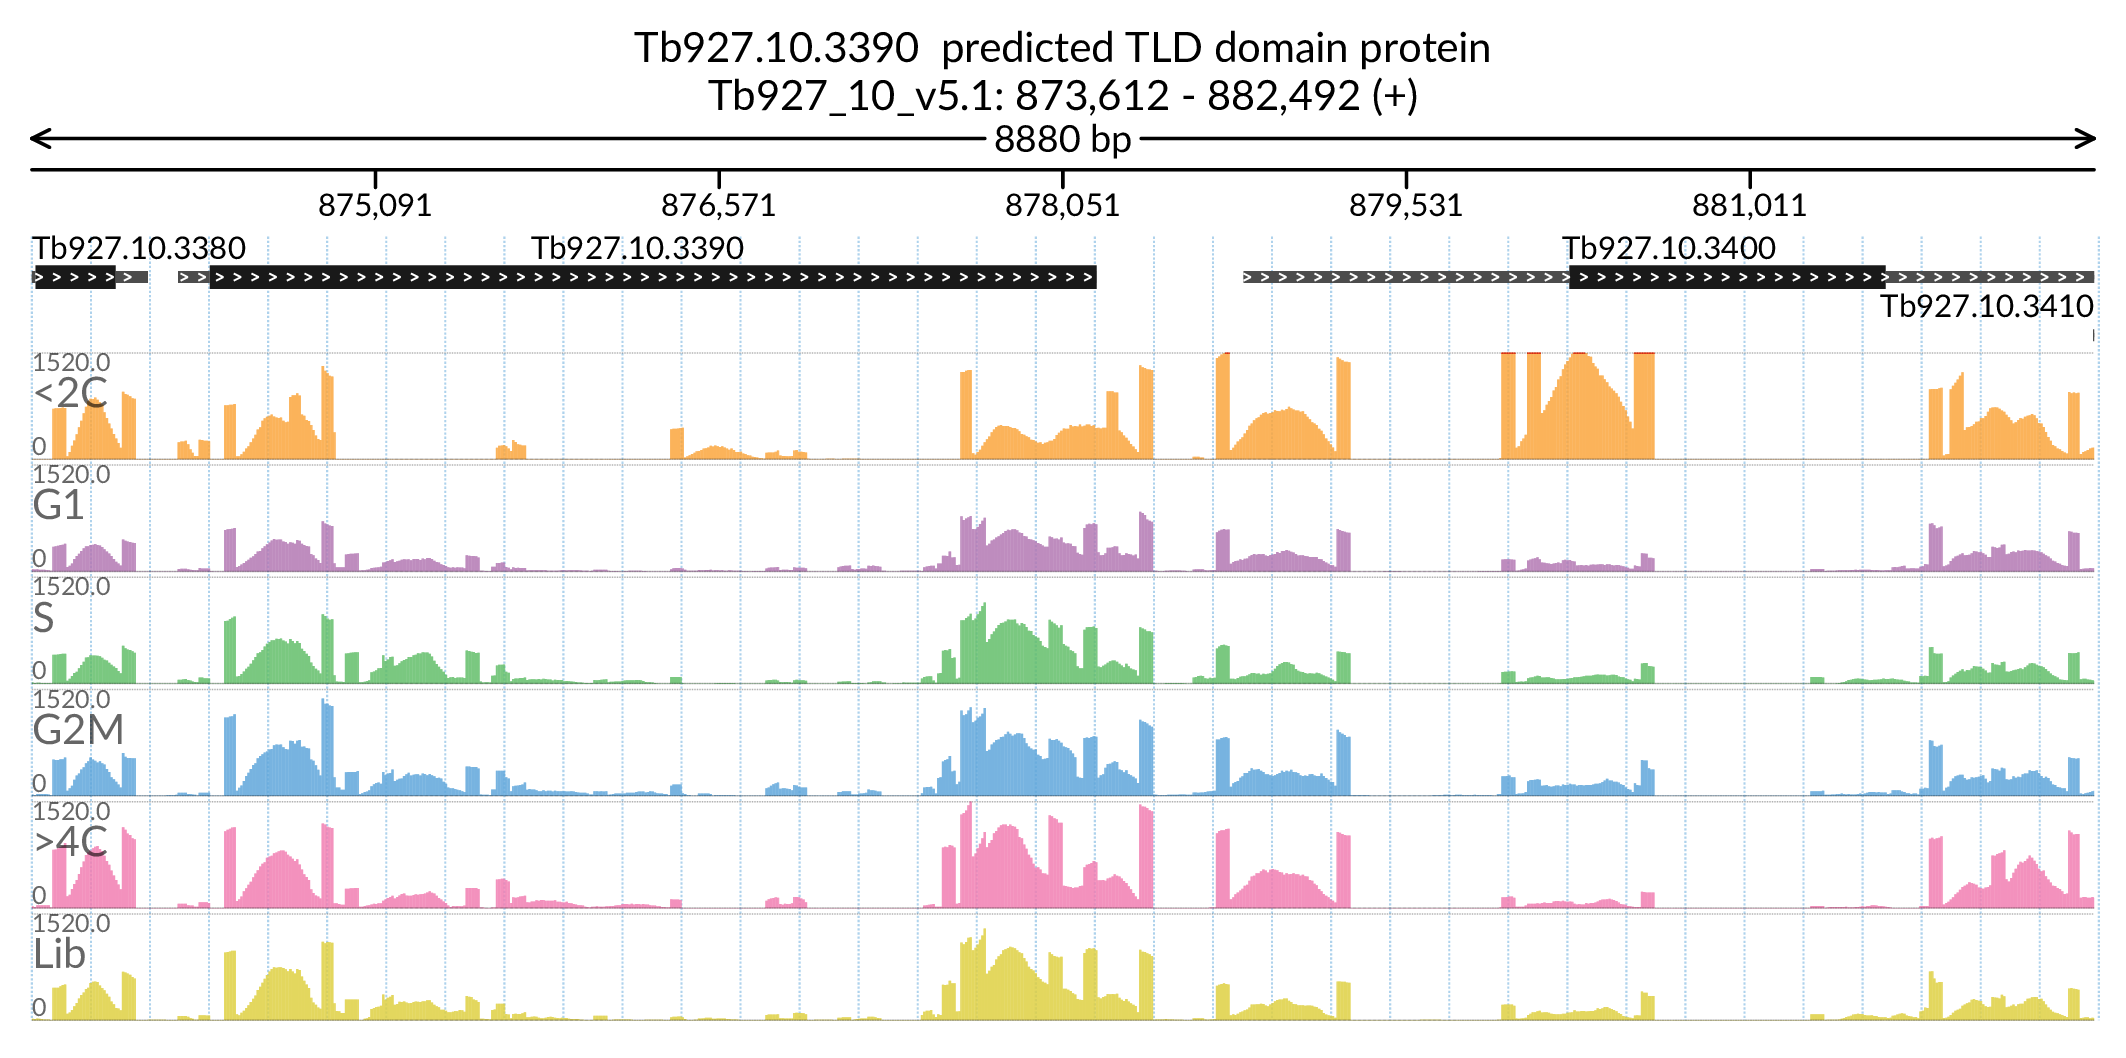 Tb927.10.3390  predicted TLD domain protein
Tb927_10_v5.1: 873,612 - 882,492 (+)
8880 bp
875,091 876,571 878,051 879,531 881,011
Tb927.10.3380 Tb927.10.3390 Tb927.10.3400
Tb927.10.3410
1520.0
<2C
0
1520.0
G1
0
1520.0
S
0
1520.0
G2M
0
1520.0
>4C
0
1520.0
Lib
0